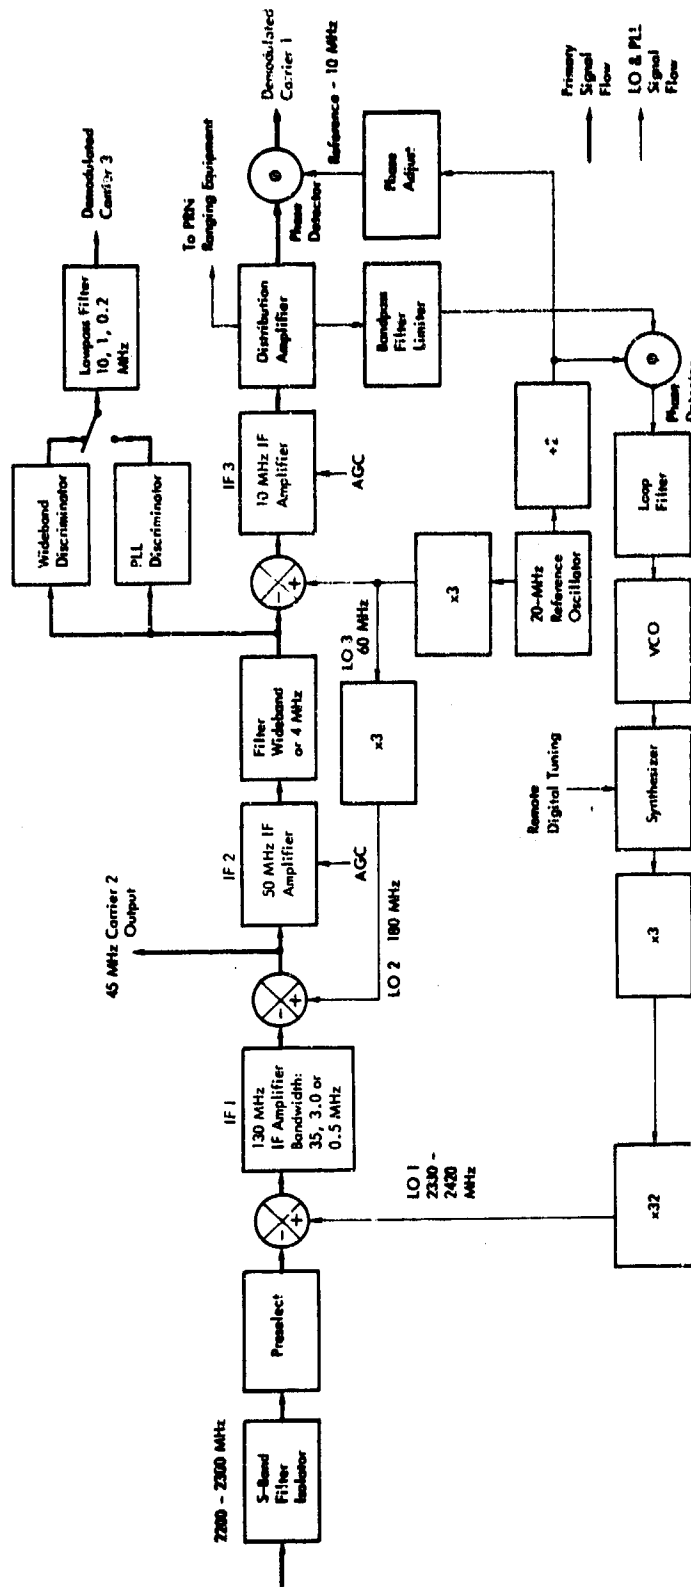 2200 - 2300 MHz
S-Band
Filter
Isolator
Preselect
IF 1
130 MHz
IF Amplifier
Bandwidth:
35, 3.0 or
0.5 MHz
LO 1
2330 -
2420
MHz
45 MHz Carrier 2
Output
LO 2 180 MHz
IF 2
50 MHz IF
Amplifier
AGC
Filter
Wideband
or 4 MHz
LO 3
60 MHz
x3
Wideband
Discriminator
PLL
Discriminator
Lowpass Filter
10, 1, 0.2
MHz
Demodulated
Carrier 3
IF 3
10 MHz IF
Amplifier
AGC
x3
20-MHz
Reference
Oscillator
÷2
To PRN
Ranging Equipment
Distribution
Amplifier
Bandpass
Filter
Limiter
Phase
Detector
Ø
Demodulated
Carrier 1
Reference - 10 MHz
Phase
Adjust
Ø
Phase
Loop
Filter
VCO
Remote
Digital Tuning
Synthesizer
x3
x32
Primary
Signal
Flow
LO & PLL
Signal
Flow